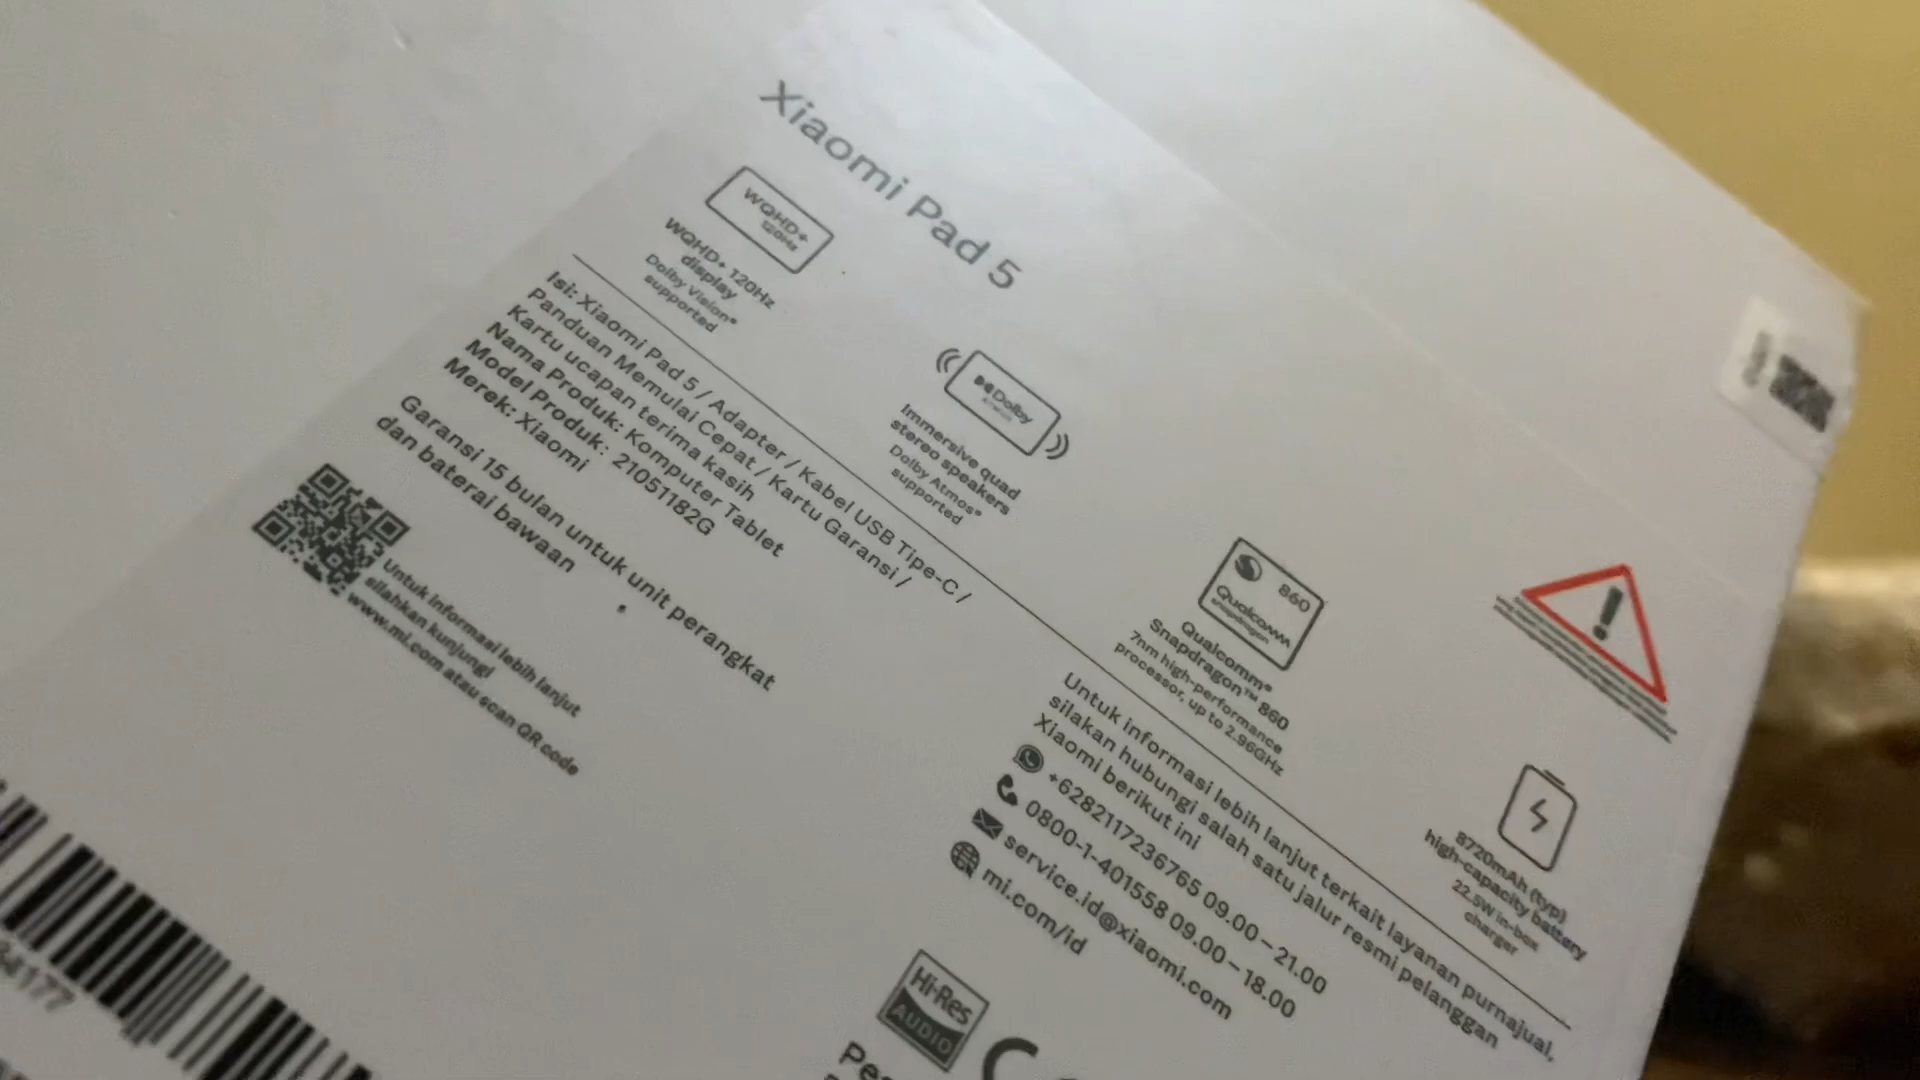 Xiaomi Pad 5
WQHD+
120Hz
WQHD+ 120Hz
display
Dolby Vision®
supported
Dolby
Immersive quad
stereo speakers
Dolby Atmos®
supported
860
Qualcomm
snapdragon
Qualcomm®
Snapdragon™ 860
7nm high-performance
processor, up to 2.96GHz
8720mAh (typ)
high-capacity battery
22.5W in-box
charger
Isi: Xiaomi Pad 5 / Adapter / Kabel USB Tipe-C /
Panduan Memulai Cepat / Kartu Garansi /
Kartu ucapan terima kasih
Nama Produk: Komputer Tablet
Model Produk: 21051182G
Merek: Xiaomi
Garansi 15 bulan untuk unit perangkat
dan baterai bawaan
Untuk informasi lebih lanjut
silahkan kunjungi
www.mi.com atau scan QR code
Untuk informasi lebih lanjut terkait layanan purnajual,
silakan hubungi salah satu jalur resmi pelanggan
Xiaomi berikut ini
+6282117236765 09.00 – 21.00
0800-1-401558 09.00 – 18.00
service.id@xiaomi.com
mi.com/id
Hi-Res
AUDIO